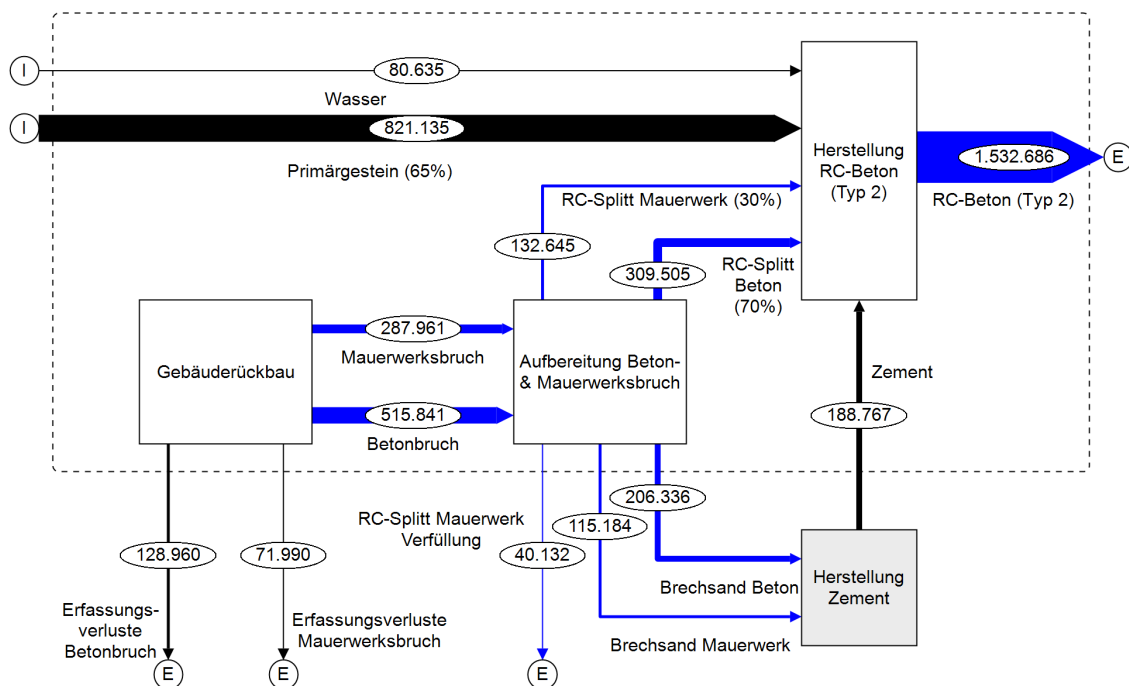 I
80.635
Wasser
I
821.135
Primärgestein (65%)
Herstellung
RC-Beton
(Typ 2)
1.532.686
E
RC-Beton (Typ 2)
RC-Splitt Mauerwerk (30%)
132.645
309.505
RC-Splitt
Beton
(70%)
Gebäuderückbau
287.961
Mauerwerksbruch
515.841
Betonbruch
Aufbereitung Beton-
& Mauerwerksbruch
Zement
188.767
128.960
Erfassungs-
verluste
Betonbruch
E
71.990
Erfassungsverluste
Mauerwerksbruch
E
RC-Splitt Mauerwerk
Verfüllung
40.132
E
115.184
206.336
Brechsand Beton
Brechsand Mauerwerk
Herstellung
Zement